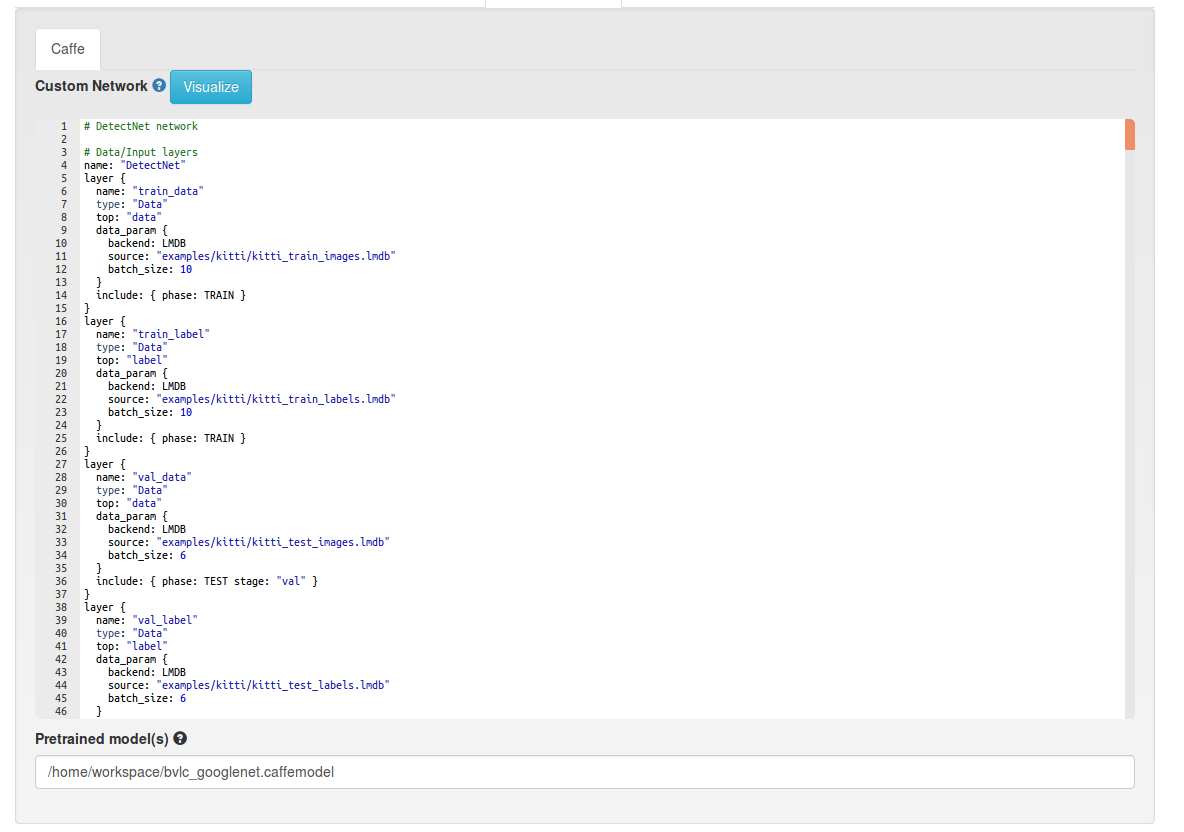 Caffe
Custom Network ? Visualize
1 # DetectNet network
2
3 # Data/Input layers
4 name: "DetectNet"
5 layer {
6   name: "train_data"
7   type: "Data"
8   top: "data"
9   data_param {
10     backend: LMDB
11     source: "examples/kitti/kitti_train_images.lmdb"
12     batch_size: 10
13   }
14   include: { phase: TRAIN }
15 }
16 layer {
17   name: "train_label"
18   type: "Data"
19   top: "label"
20   data_param {
21     backend: LMDB
22     source: "examples/kitti/kitti_train_labels.lmdb"
23     batch_size: 10
24   }
25   include: { phase: TRAIN }
26 }
27 layer {
28   name: "val_data"
29   type: "Data"
30   top: "data"
31   data_param {
32     backend: LMDB
33     source: "examples/kitti/kitti_test_images.lmdb"
34     batch_size: 6
35   }
36   include: { phase: TEST stage: "val" }
37 }
38 layer {
39   name: "val_label"
40   type: "Data"
41   top: "label"
42   data_param {
43     backend: LMDB
44     source: "examples/kitti/kitti_test_labels.lmdb"
45     batch_size: 6
46   }
Pretrained model(s) ?
/home/workspace/bvlc_googlenet.caffemodel